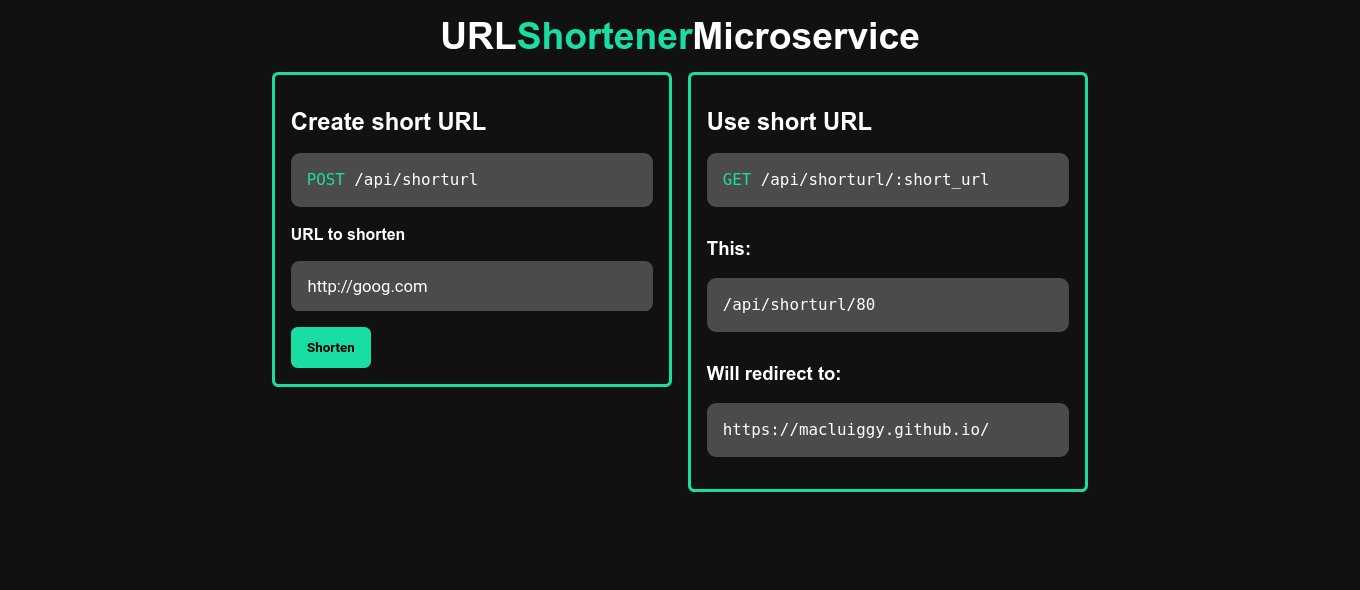 URLShortenerMicroservice
Create short URL
POST /api/shorturl
URL to shorten
http://goog.com
Shorten
Use short URL
GET /api/shorturl/:short_url
This:
/api/shorturl/80
Will redirect to:
https://macluiggy.github.io/